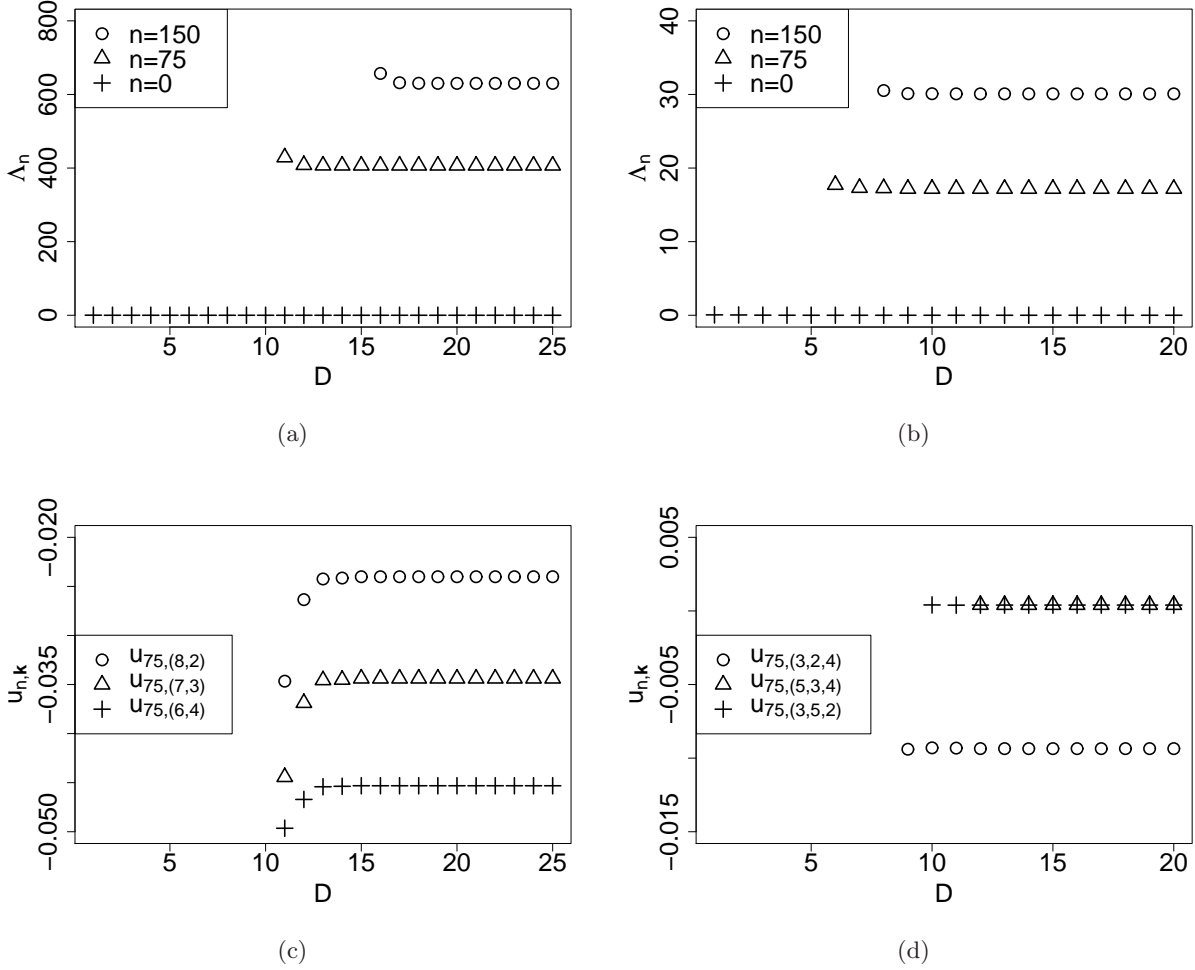 800
600
400
200
0
Λn
n=150
n=75
n=0
5 10 15 20 25
D
(a)
40
30
20
10
0
Λn
n=150
n=75
n=0
5 10 15 20
D
(b)
−0.020
−0.035
−0.050
un,k
u75,(8,2)
u75,(7,3)
u75,(6,4)
5 10 15 20 25
D
(c)
0.005
−0.005
−0.015
un,k
u75,(3,2,4)
u75,(5,3,4)
u75,(3,5,2)
5 10 15 20
D
(d)